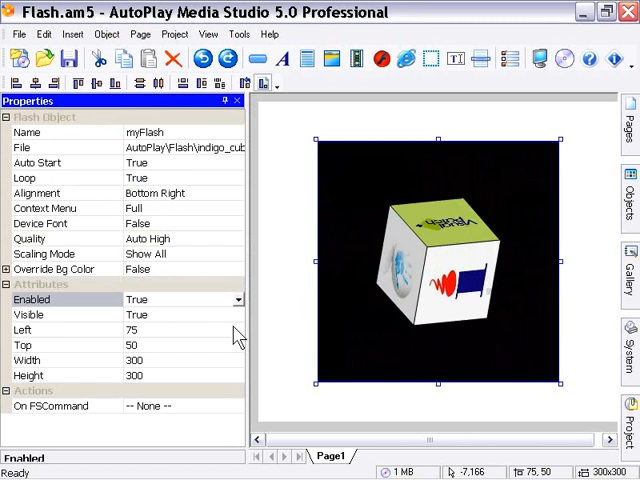 Flash.am5 - AutoPlay Media Studio 5.0 Professional
File Edit Insert Object Page Project Publish View Tools Help
Properties
Flash Object
Name myFlash
File AutoPlay\Flash\indigo_cub
Auto Start True
Loop True
Alignment Bottom Right
Context Menu Full
Device Font False
Quality Auto High
Scaling Mode Show All
Override Bg Color False
Attributes
Enabled True
Visible True
Left 75
Top 50
Width 300
Height 300
Actions
On FSCommand -- None --
Enabled
Page1
Ready
1 MB
-7,166
75, 50
300x300
Pages
Objects
Gallery
System
Project